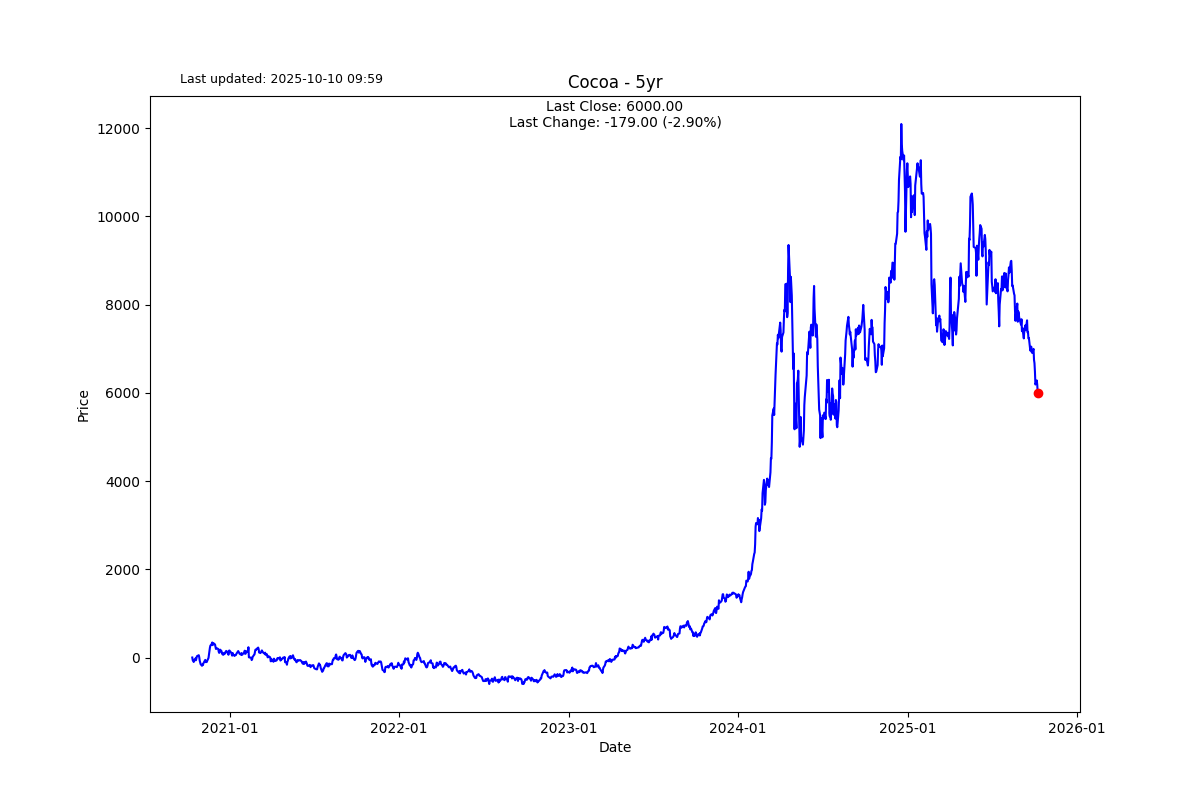 Last updated: 2025-10-10 09:59
Cocoa - 5yr
Last Close: 6000.00
Last Change: -179.00 (-2.90%)
12000
10000
8000
6000
4000
2000
0
Price
2021-01
2022-01
2023-01
2024-01
2025-01
2026-01
Date